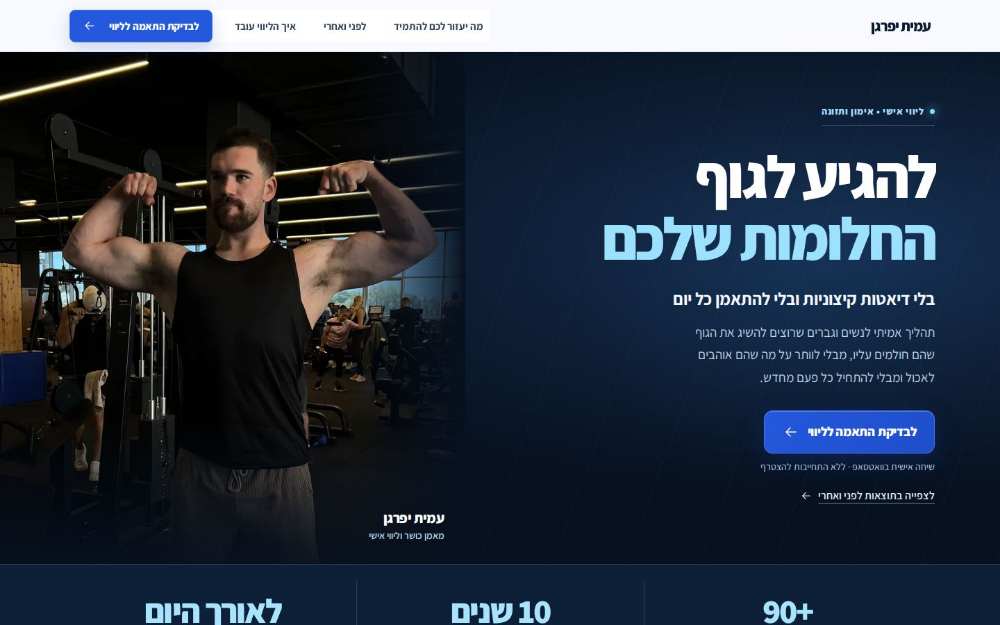 עמית יפרגן
מה יעזור לכם להתמיד
לפני ואחרי
איך הליווי עובד
לבדיקת התאמה לליווי ←
ליווי אישי • אימון ותזונה
להגיע לגוף
החלומות שלכם
בלי דיאטות קיצוניות ובלי להתאמן כל יום
תהליך אמיתי לנשים וגברים שרוצים להשיג את הגוף
שהם חולמים עליו, מבלי לוותר על מה שהם אוהבים
לאכול ומבלי להתחיל כל פעם מחדש.
לבדיקת התאמה לליווי ←
שיחה אישית בוואטסאפ · ללא התחייבות להצטרף
לצפייה בתוצאות לפני ואחרי ←
עמית יפרגן
מאמן כושר וליווי אישי
90+
10 שנים
לאורך היום